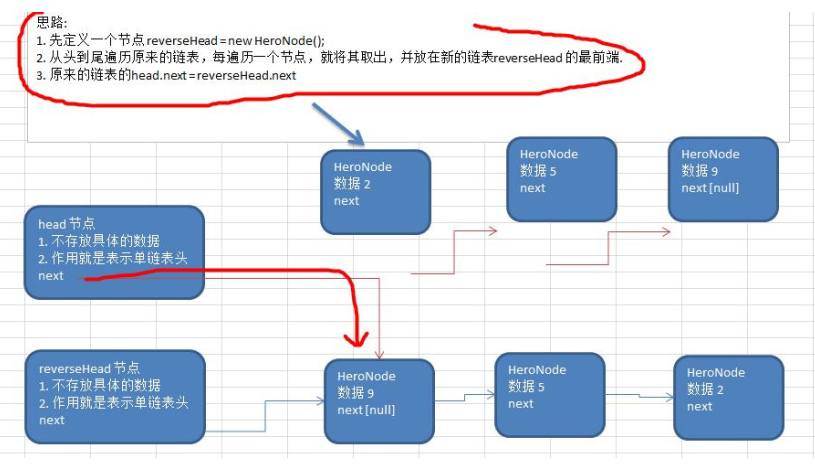 思路:
1. 先定义一个节点 reverseHead = new HeroNode();
2. 从头到尾遍历原来的链表，每遍历一个节点，就将其取出，并放在新的链表reverseHead 的最前端.
3. 原来的链表的head.next = reverseHead.next
HeroNode
数据 2
next
HeroNode
数据 5
next
HeroNode
数据 9
next [null]
head 节点
1. 不存放具体的数据
2. 作用就是表示单链表头
next
reverseHead 节点
1. 不存放具体的数据
2. 作用就是表示单链表头
next
HeroNode
数据 9
next [null]
HeroNode
数据 5
next
HeroNode
数据 2
next